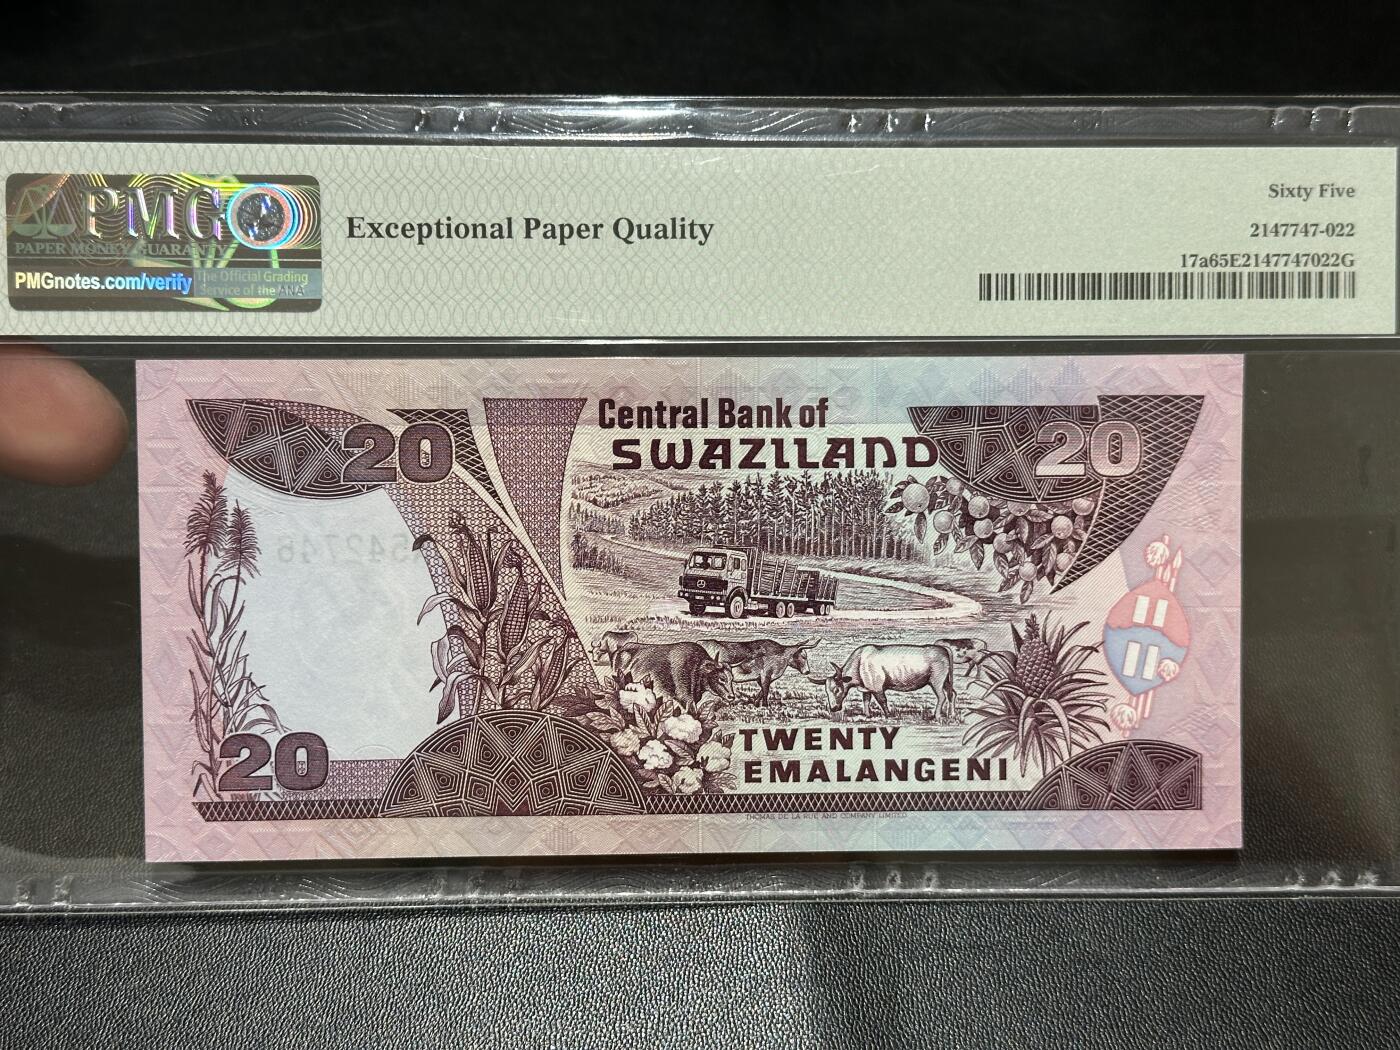 PMG
PAPER MONEY GUARANTY
PMGnotes.com/verify
The Official Grading
Service of the ANA
Exceptional Paper Quality
Sixty Five
2147747-022
17a65E2147747022G
Central Bank of
SWAZILAND
20
20
20
TWENTY
EMALANGENI
THOMAS DE LA RUE AND COMPANY LIMITED